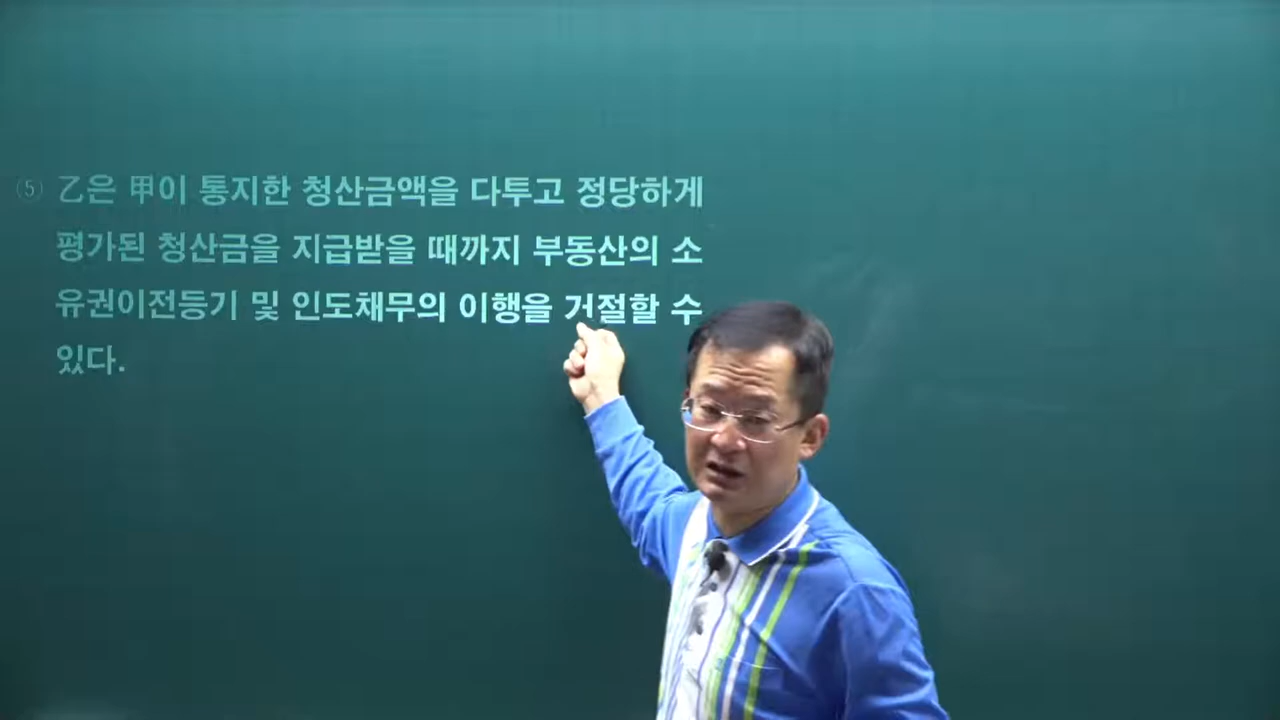 ⑸ 乙은 甲이 통지한 청산금액을 다투고 정당하게
평가된 청산금을 지급받을 때까지 부동산의 소
유권이전등기 및 인도채무의 이행을 거절할 수
있다.